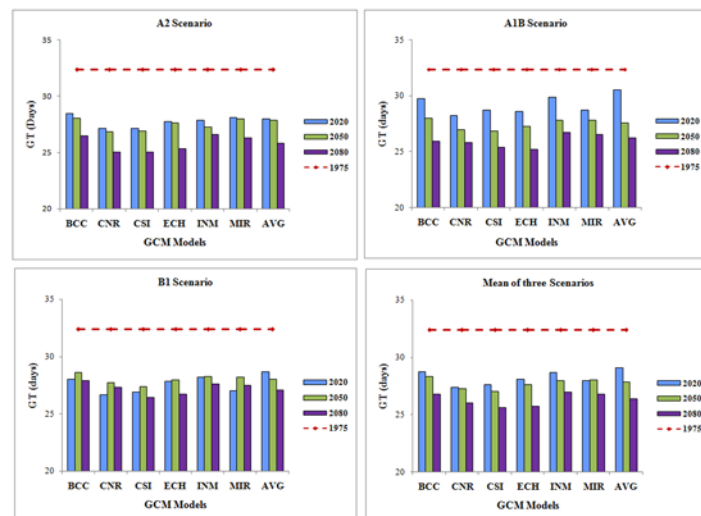 A2 Scenario
35
30
25
20
GT (Days)
BCC CNR CSI ECH INM MIR AVG
GCM Models
2020
2050
2080
1975
A1B Scenario
35
30
25
20
GT (Days)
BCC CNR CSI ECH INM MIR AVG
GCM Models
2020
2050
2080
1975
B1 Scenario
35
30
25
20
GT (days)
BCC CNR CSI ECH INM MIR AVG
GCM Models
2020
2050
2080
1975
Mean of three Scenarios
35
30
25
20
GT (days)
BCC CNR CSI ECH INM MIR AVG
GCM Models
2020
2050
2080
1975